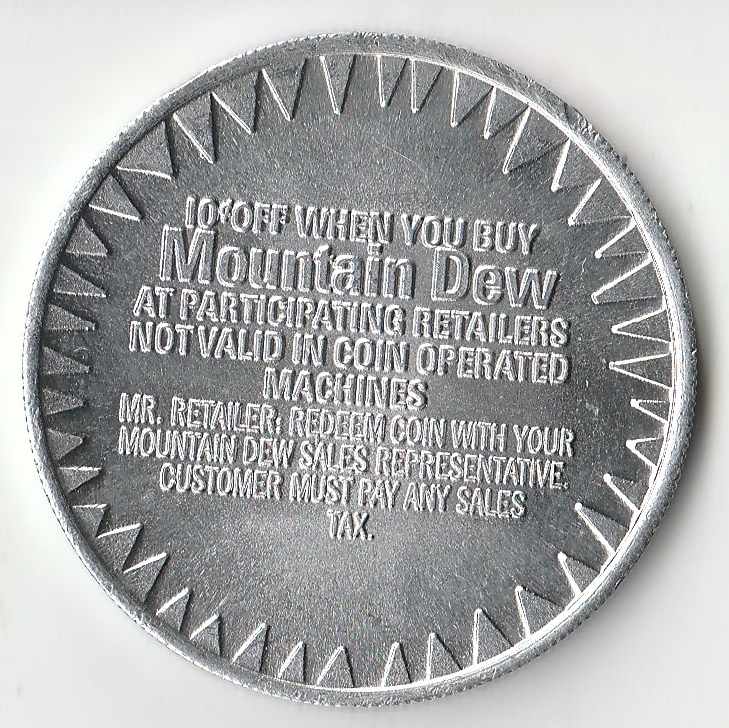 10¢ OFF WHEN YOU BUY
Mountain Dew
AT PARTICIPATING RETAILERS
NOT VALID IN COIN OPERATED
MACHINES
MR. RETAILER: REDEEM COIN WITH YOUR
MOUNTAIN DEW SALES REPRESENTATIVE.
CUSTOMER MUST PAY ANY SALES
TAX.